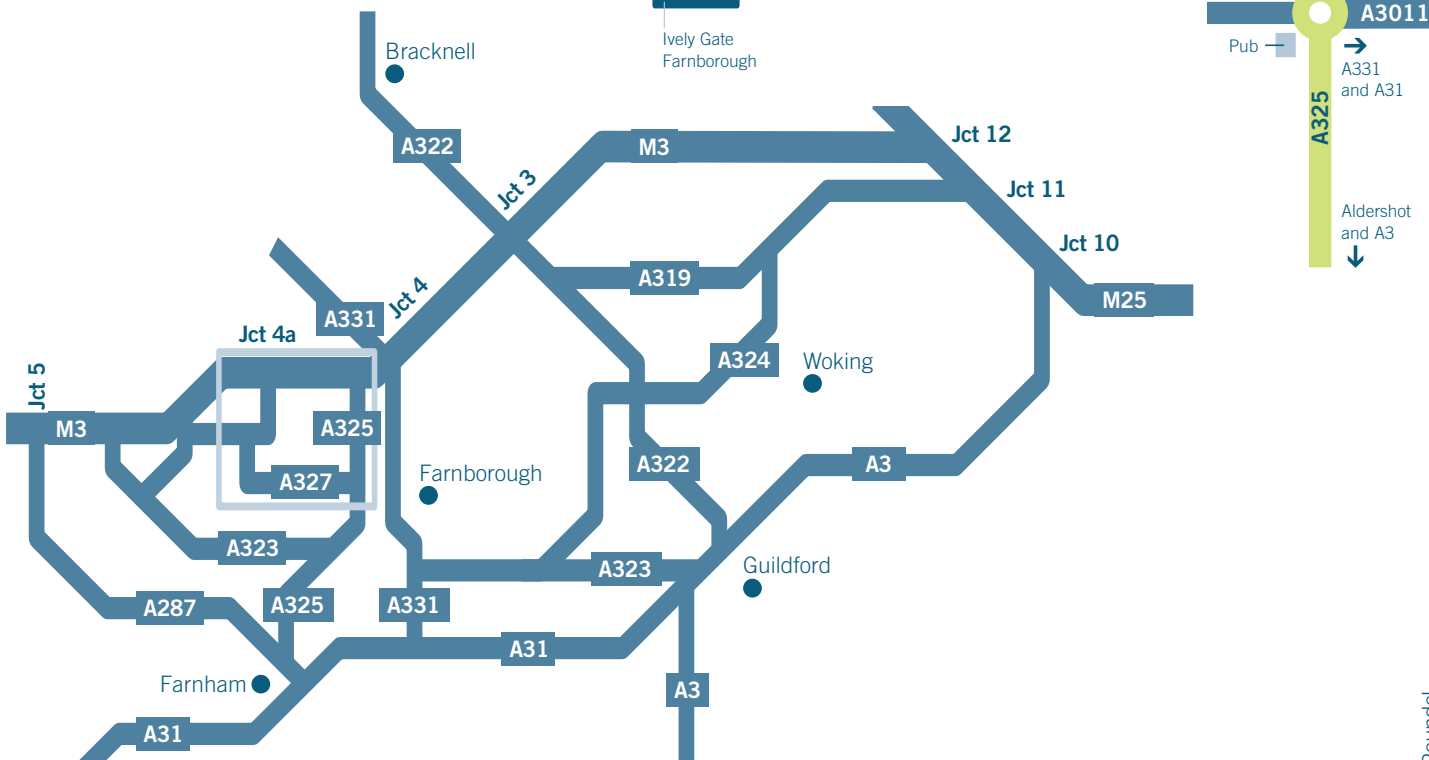 Ively Gate
Farnborough
A3011
Pub
A331
and A31
A325
Aldershot
and A3
Bracknell
A322
M3
Jct 12
Jct 3
Jct 11
Jct 10
A319
M25
Jct 4
A331
Jct 4a
A324
Woking
Jct 5
M3
A325
A322
A3
Farnborough
A327
A323
A323
Guildford
A287
A325
A331
A31
Farnham
A3
A31